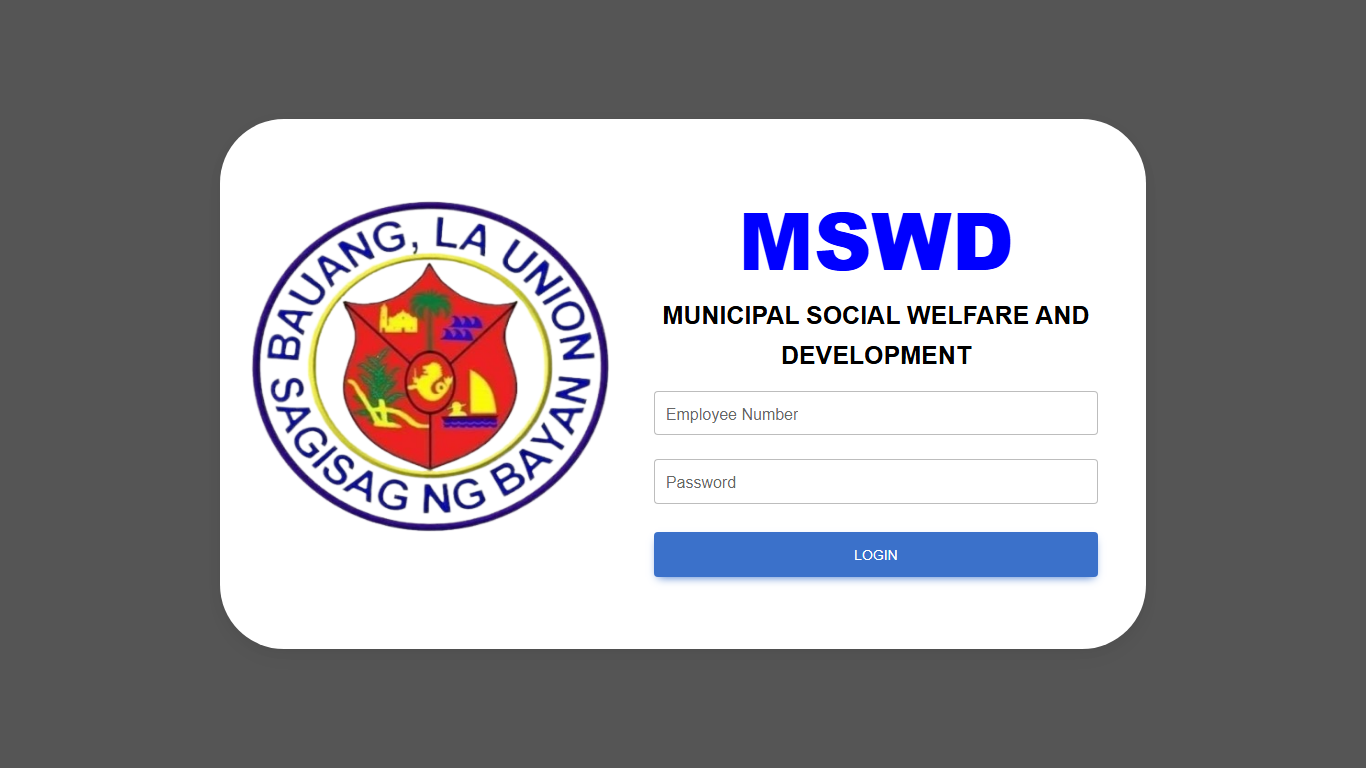 BAUANG, LA UNION
SAGISAG NG BAYAN
MSWD
MUNICIPAL SOCIAL WELFARE AND
DEVELOPMENT
Employee Number
Password
LOGIN